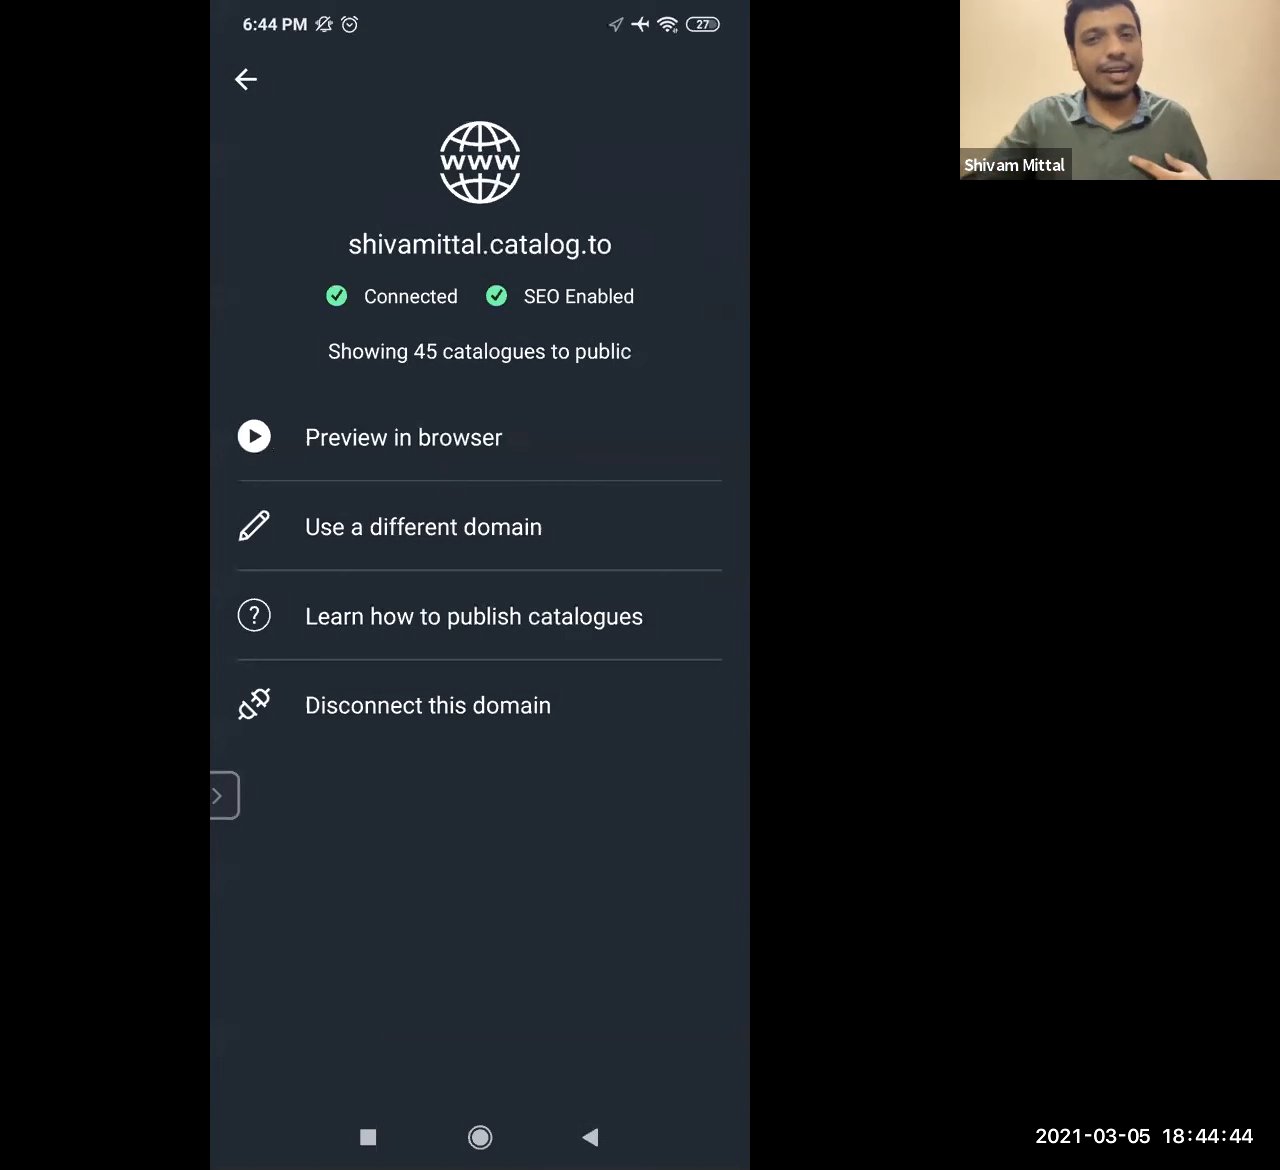 6:44 PM
27
Shivam Mittal
www
shivamittal.catalog.to
Connected SEO Enabled
Showing 45 catalogues to public
Preview in browser
Use a different domain
? Learn how to publish catalogues
Disconnect this domain
2021-03-05 18:44:44